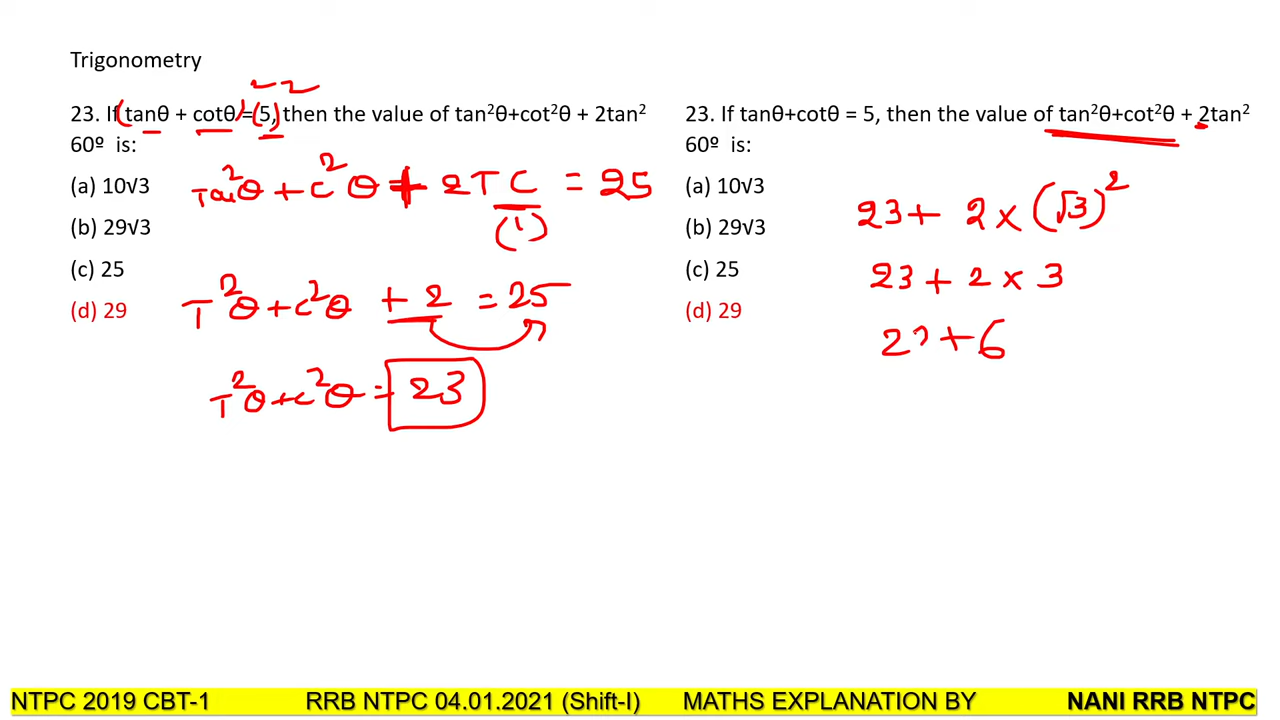 Trigonometry
2 2
23. If (tanθ + cotθ) = (5), then the value of tan²θ+cot²θ + 2tan²
60º is:
(a) 10√3
(b) 29√3
(c) 25
(d) 29
Tan²θ + C²θ + 2TC = 25
(1)
T²θ + C²θ + 2 = 25
T²θ + C²θ = 23
23. If tanθ+cotθ = 5, then the value of tan²θ+cot²θ + 2tan²
60º is:
(a) 10√3
(b) 29√3
(c) 25
(d) 29
23 + 2 × (√3)²
23 + 2 × 3
23 + 6
NTPC 2019 CBT-1 RRB NTPC 04.01.2021 (Shift-I) MATHS EXPLANATION BY NANI RRB NTPC